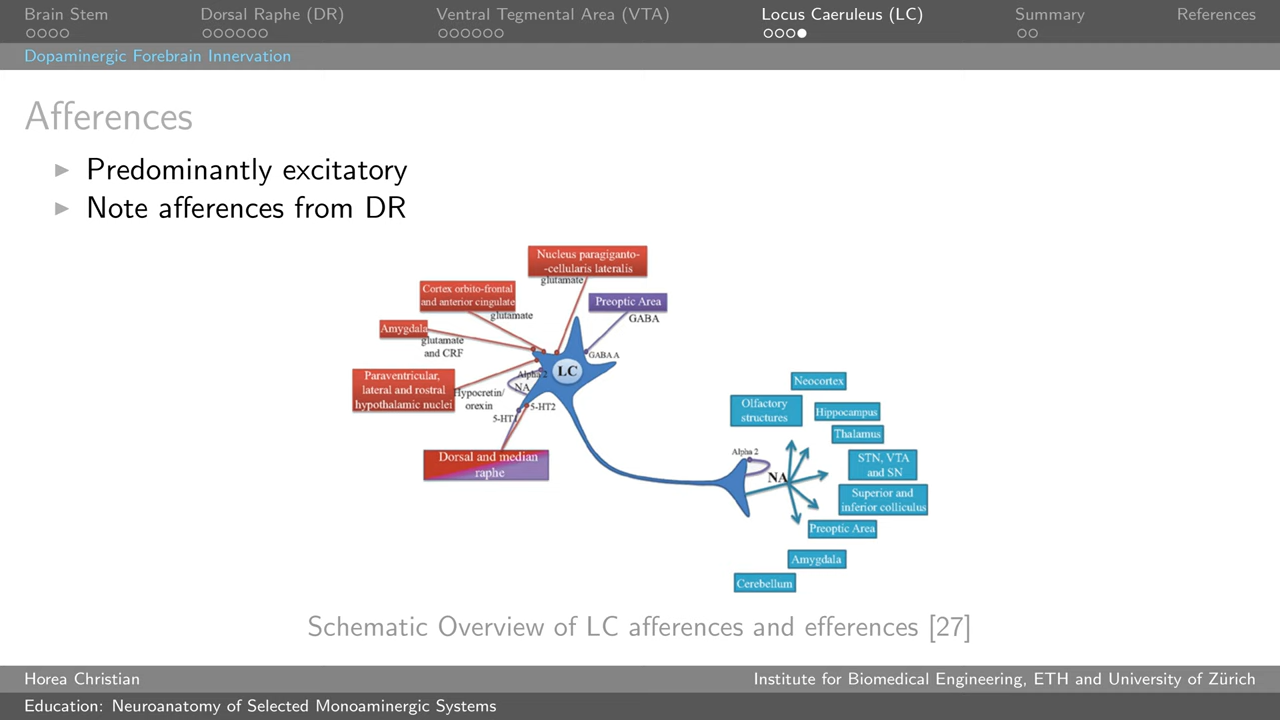 Brain Stem Dorsal Raphe (DR) Ventral Tegmental Area (VTA) Locus Caeruleus (LC) Summary References
Dopaminergic Forebrain Innervation
Afferences
Predominantly excitatory
Note afferences from DR
Nucleus paragiganto-
-cellularis lateralis
glutamate
Cortex orbito-frontal
and anterior cingulate
glutamate
Preoptic Area
GABA
Amygdala
glutamate
and CRF
GABA A
LC
Alpha 2
NA
Paraventricular,
lateral and rostral
hypothalamic nuclei
Hypocretin/
orexin
5-HT2
5-HT1
Dorsal and median
raphe
Neocortex
Olfactory
structures
Hippocampus
Thalamus
Alpha 2
NA
STN, VTA
and SN
Superior and
inferior colliculus
Preoptic Area
Amygdala
Cerebellum
Schematic Overview of LC afferences and efferences [27]
Horea Christian Institute for Biomedical Engineering, ETH and University of Zürich
Education: Neuroanatomy of Selected Monoaminergic Systems